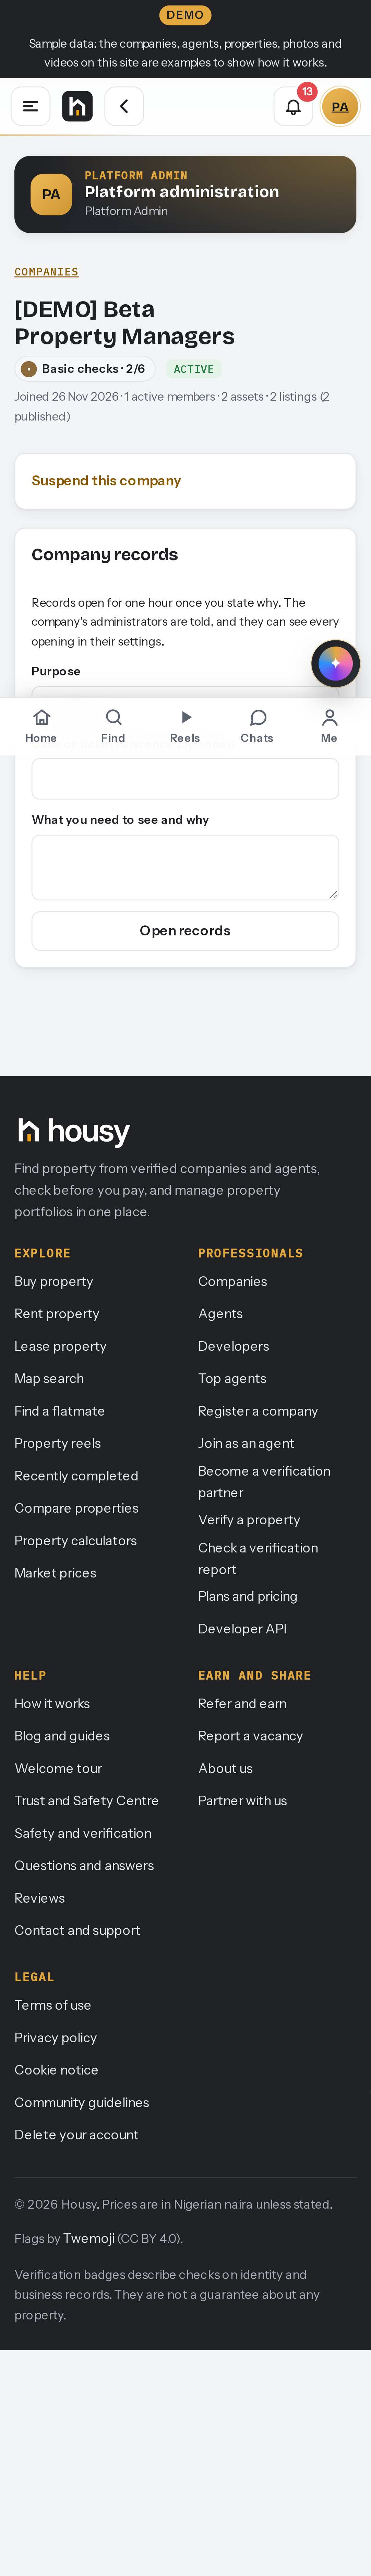 DEMO
Sample data: the companies, agents, properties, photos and
videos on this site are examples to show how it works.
13
PA
PA
PLATFORM ADMIN
Platform administration
Platform Admin
COMPANIES
[DEMO] Beta
Property Managers
Basic checks · 2/6
ACTIVE
Joined 26 Nov 2026 · 1 active members · 2 assets · 2 listings (2
published)
Suspend this company
Company records
Records open for one hour once you state why. The
company's administrators are told, and they can see every
opening in their settings.
Purpose
Home
Find
Reels
Chats
Me
What you need to see and why
Open records
housy
Find property from verified companies and agents,
check before you pay, and manage property
portfolios in one place.
EXPLORE
Buy property
Rent property
Lease property
Map search
Find a flatmate
Property reels
Recently completed
Compare properties
Property calculators
Market prices
PROFESSIONALS
Companies
Agents
Developers
Top agents
Register a company
Join as an agent
Become a verification
partner
Verify a property
Check a verification
report
Plans and pricing
Developer API
HELP
How it works
Blog and guides
Welcome tour
Trust and Safety Centre
Safety and verification
Questions and answers
Reviews
Contact and support
EARN AND SHARE
Refer and earn
Report a vacancy
About us
Partner with us
LEGAL
Terms of use
Privacy policy
Cookie notice
Community guidelines
Delete your account
© 2026 Housy. Prices are in Nigerian naira unless stated.
Flags by Twemoji (CC BY 4.0).
Verification badges describe checks on identity and
business records. They are not a guarantee about any
property.